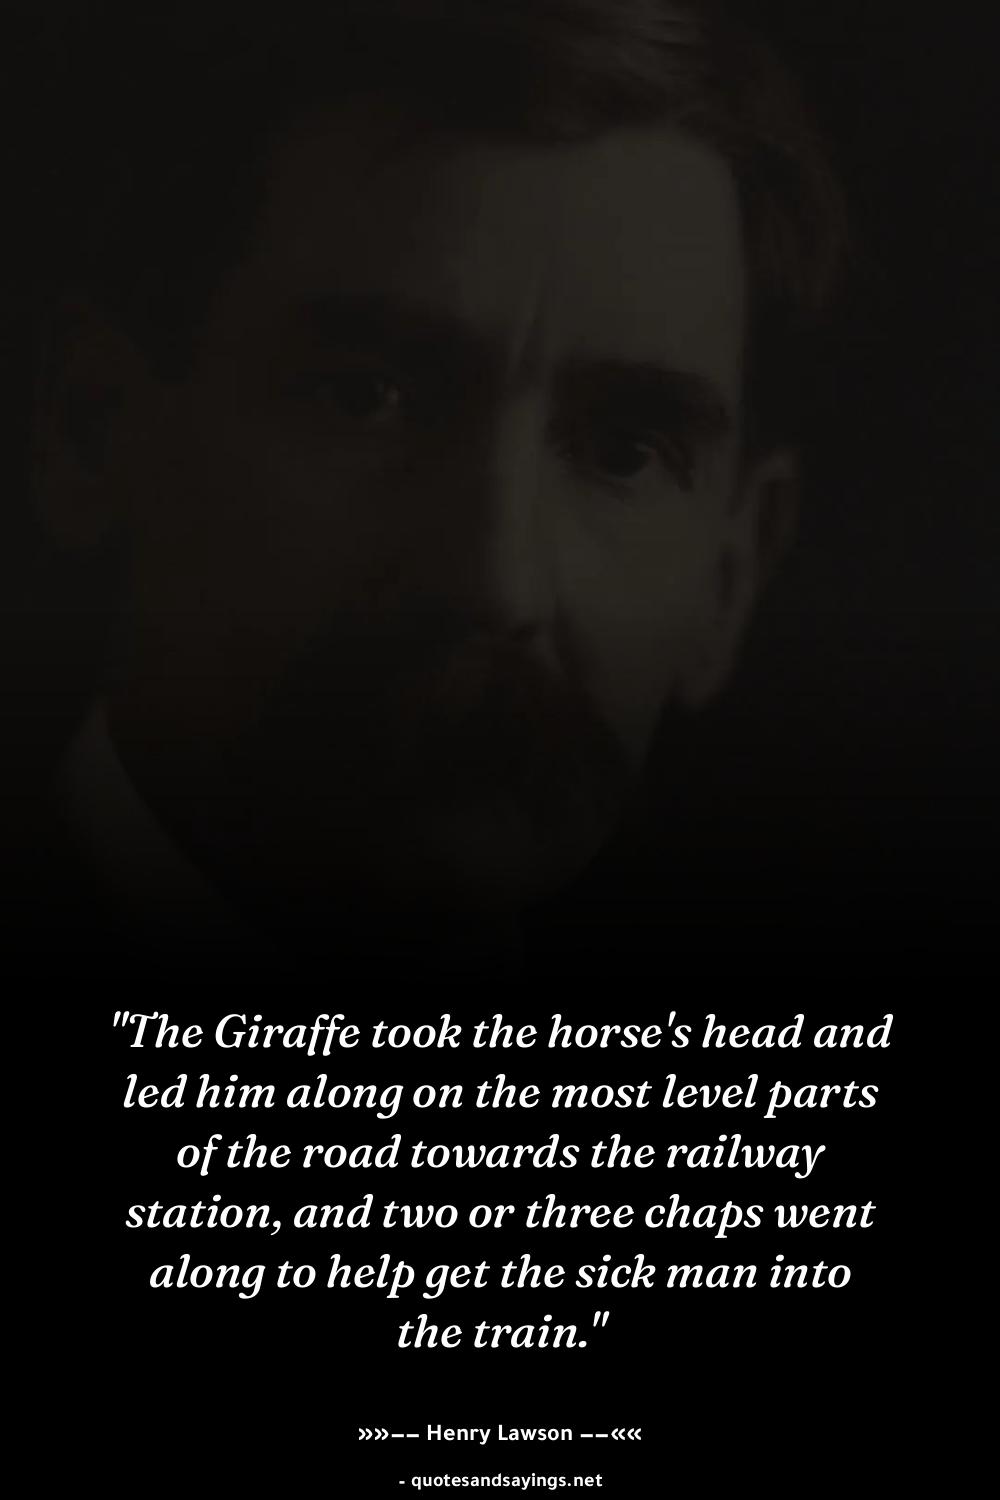 "The Giraffe took the horse's head and
led him along on the most level parts
of the road towards the railway
station, and two or three chaps went
along to help get the sick man into
the train."
»»–– Henry Lawson ––««
- quotesandsayings.net